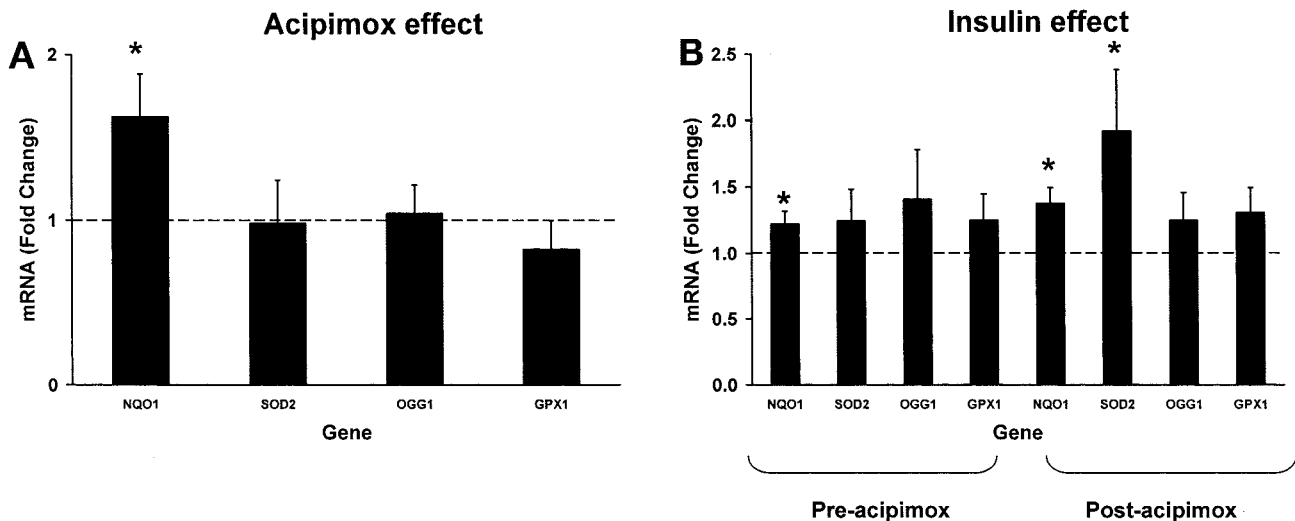 Acipimox effect
A
*
mRNA (Fold Change)
2
1
0
NQO1 SOD2 OGG1 GPX1
Gene
Insulin effect
B
*
*
*
mRNA (Fold Change)
2.5
2.0
1.5
1.0
0.5
0.0
NQO1 SOD2 OGG1 GPX1 NQO1 SOD2 OGG1 GPX1
Gene
Pre-acipimox Post-acipimox